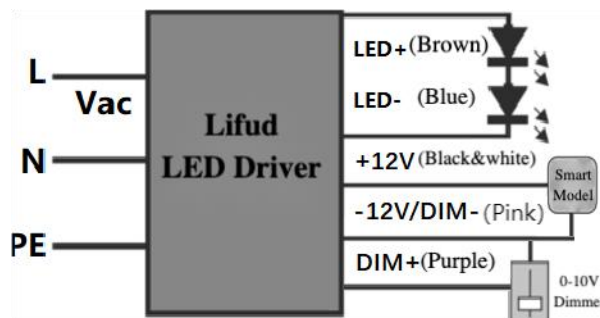 L
Vac
N
PE
Lifud
LED Driver
LED+ (Brown)
LED- (Blue)
+12V (Black&white)
-12V/DIM- (Pink)
DIM+ (Purple)
Smart
Model
0-10V
Dimme